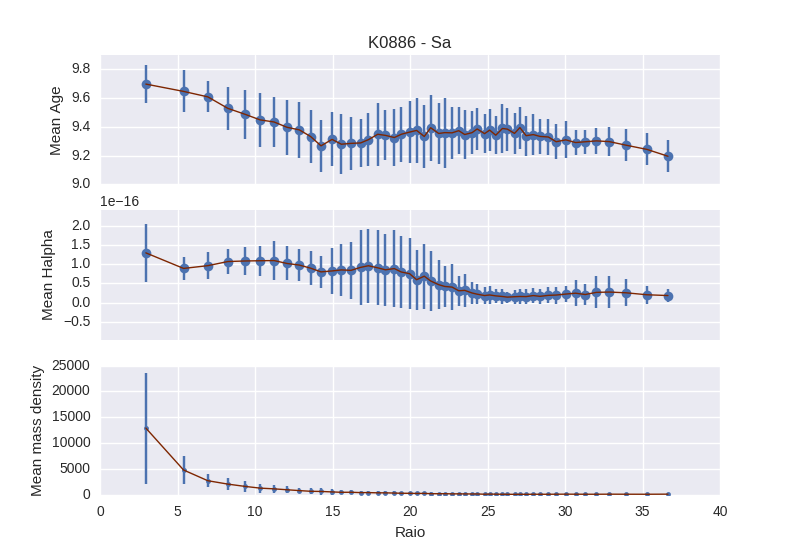 K0886 - Sa
9.8
9.6
9.4
9.2
9.0
Mean Age
1e−16
2.0
1.5
1.0
0.5
0.0
−0.5
Mean Halpha
25000
20000
15000
10000
5000
0
Mean mass density
0 5 10 15 20 25 30 35 40
Raio